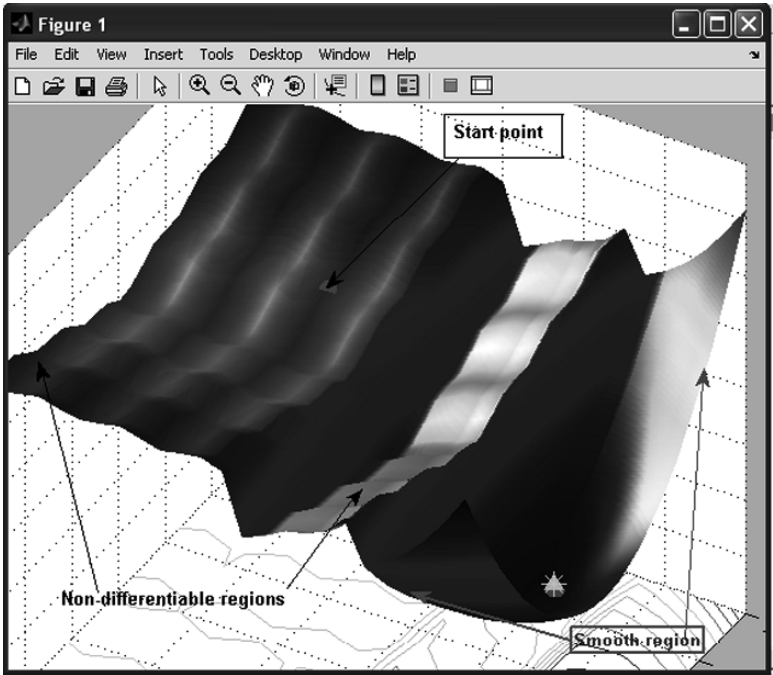 Figure 1
File Edit View Insert Tools Desktop Window Help
Start point
Non-differentiable regions
Smooth region